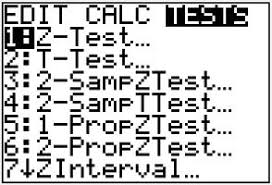 EDIT CALC TESTS
1:Z-Test…
2:T-Test…
3:2-SampZTest…
4:2-SampTTest…
5:1-PropZTest…
6:2-PropZTest…
7↓ZInterval…